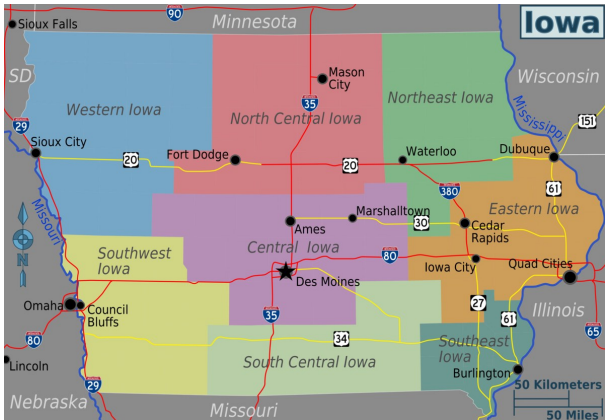 Iowa
90
Minnesota
Sioux Falls
SD
Mason
City
Wisconsin
Western Iowa
North Central Iowa
Northeast Iowa
35
Mississippi
151
29
Sioux City
20
Fort Dodge
20
Waterloo
Dubuque
61
380
Missouri
Marshalltown
30
Ames
Cedar
Rapids
Eastern Iowa
N
Southwest
Iowa
Central Iowa
80
Iowa City
Quad Cities
Des Moines
Omaha
Council
Bluffs
35
27
61
Illinois
65
80
34
Southeast
Iowa
Lincoln
South Central Iowa
Burlington
29
Nebraska
Missouri
50 Kilometers
50 Miles